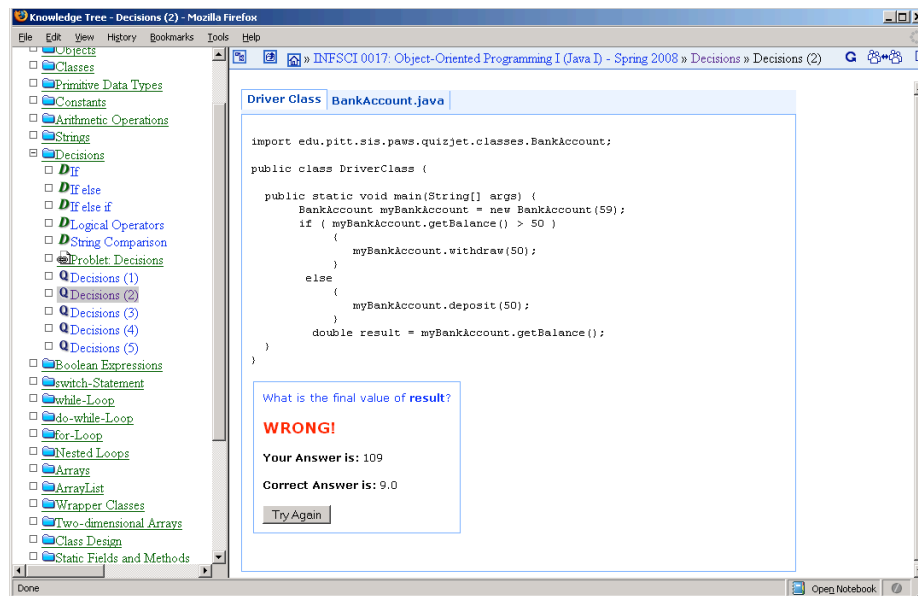 Knowledge Tree - Decisions (2) - Mozilla Firefox
File Edit View History Bookmarks Tools Help
Objects
Classes
Primitive Data Types
Constants
Arithmetic Operations
Strings
Decisions
D If
D If else
D If else if
D Logical Operators
D String Comparison
Problet: Decisions
Q Decisions (1)
Q Decisions (2)
Q Decisions (3)
Q Decisions (4)
Q Decisions (5)
Boolean Expressions
switch-Statement
while-Loop
do-while-Loop
for-Loop
Nested Loops
Arrays
ArrayList
Wrapper Classes
Two-dimensional Arrays
Class Design
Static Fields and Methods
» INFSCI 0017: Object-Oriented Programming I (Java I) - Spring 2008 » Decisions » Decisions (2) G
Driver Class BankAccount.java
import edu.pitt.sis.paws.quizjet.classes.BankAccount;
public class DriverClass {
public static void main(String[] args) {
BankAccount myBankAccount = new BankAccount(59);
if ( myBankAccount.getBalance() > 50 )
{
myBankAccount.withdraw(50);
}
else
{
myBankAccount.deposit(50);
}
double result = myBankAccount.getBalance();
}
}
What is the final value of result?
WRONG!
Your Answer is: 109
Correct Answer is: 9.0
Try Again
Done Open Notebook